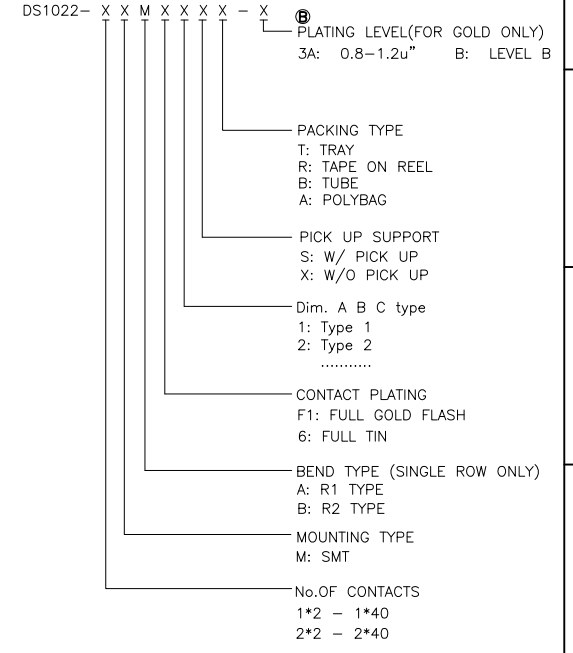 DS1022- X X M X X X X - X
Ⓑ
PLATING LEVEL(FOR GOLD ONLY)
3A: 0.8-1.2u" B: LEVEL B
PACKING TYPE
T: TRAY
R: TAPE ON REEL
B: TUBE
A: POLYBAG
PICK UP SUPPORT
S: W/ PICK UP
X: W/O PICK UP
Dim. A B C type
1: Type 1
2: Type 2
...........
CONTACT PLATING
F1: FULL GOLD FLASH
6: FULL TIN
BEND TYPE (SINGLE ROW ONLY)
A: R1 TYPE
B: R2 TYPE
MOUNTING TYPE
M: SMT
No.OF CONTACTS
1*2 - 1*40
2*2 - 2*40